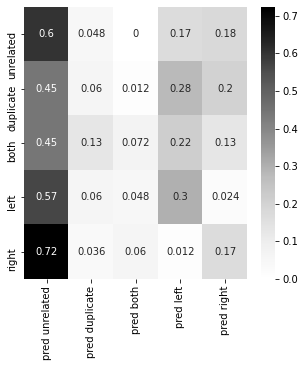 unrelated 0.6 0.048 0 0.17 0.18
duplicate 0.45 0.06 0.012 0.28 0.2
both 0.45 0.13 0.072 0.22 0.13
left 0.57 0.06 0.048 0.3 0.024
right 0.72 0.036 0.06 0.012 0.17
pred unrelated
pred duplicate
pred both
pred left
pred right
0.7
0.6
0.5
0.4
0.3
0.2
0.1
0.0